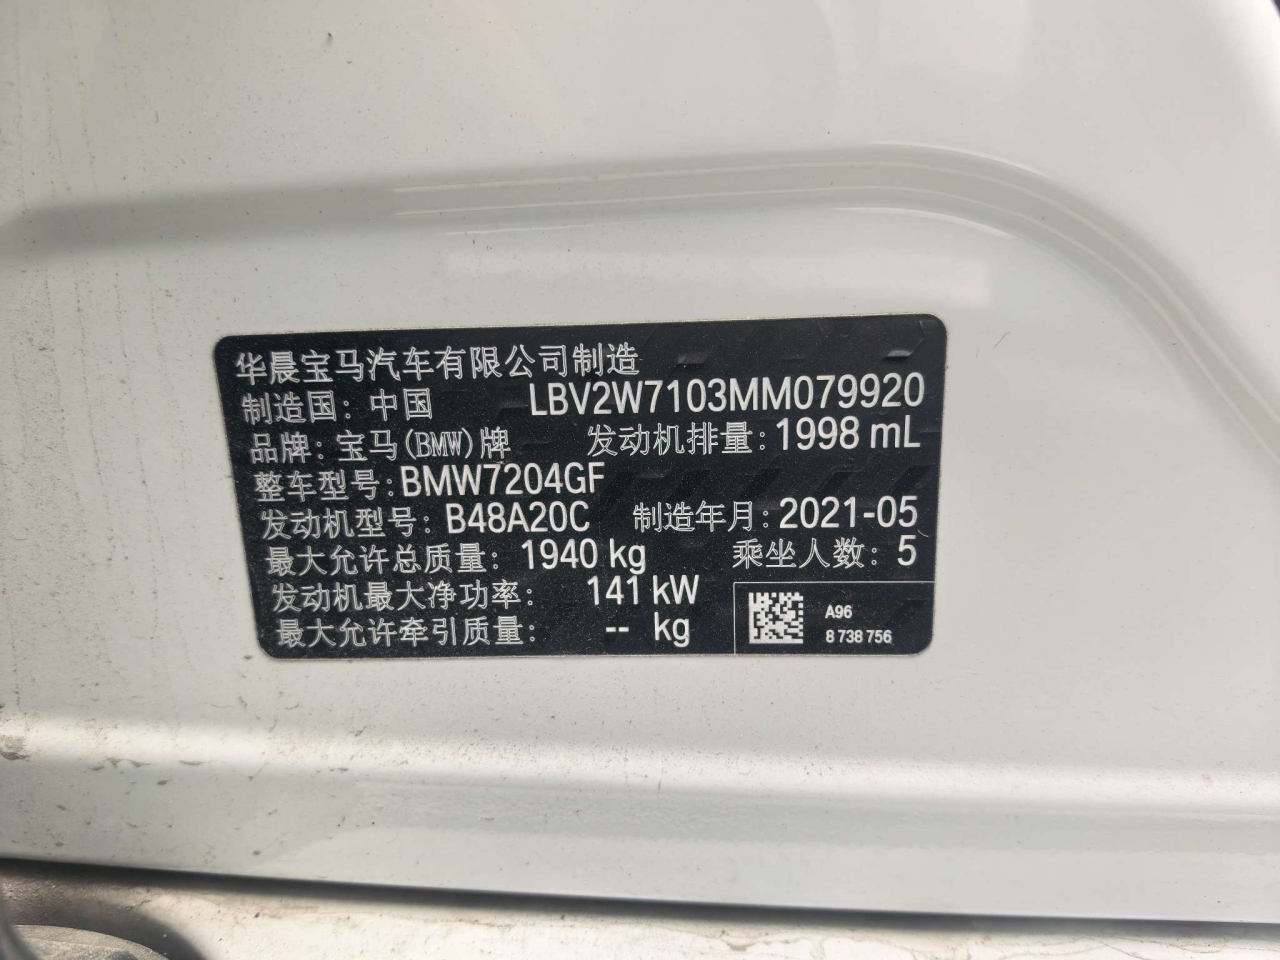 华晨宝马汽车有限公司制造
制造国：中国 LBV2W7103MM079920
品牌：宝马(BMW)牌 发动机排量：1998 mL
整车型号：BMW7204GF
发动机型号：B48A20C 制造年月：2021-05
最大允许总质量：1940 kg 乘坐人数：5
发动机最大净功率： 141 kW
最大允许牵引质量： -- kg
A96
8 738 756